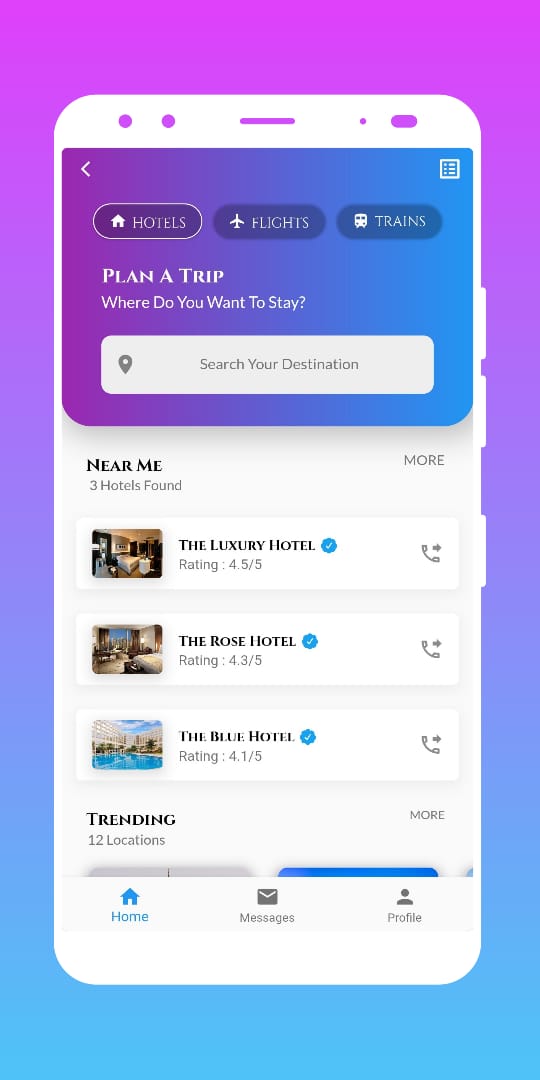 HOTELS
FLIGHTS
TRAINS
Plan A Trip
Where Do You Want To Stay?
Search Your Destination
Near Me
MORE
3 Hotels Found
The Luxury Hotel
Rating : 4.5/5
The Rose Hotel
Rating : 4.3/5
The Blue Hotel
Rating : 4.1/5
Trending
MORE
12 Locations
Home
Messages
Profile